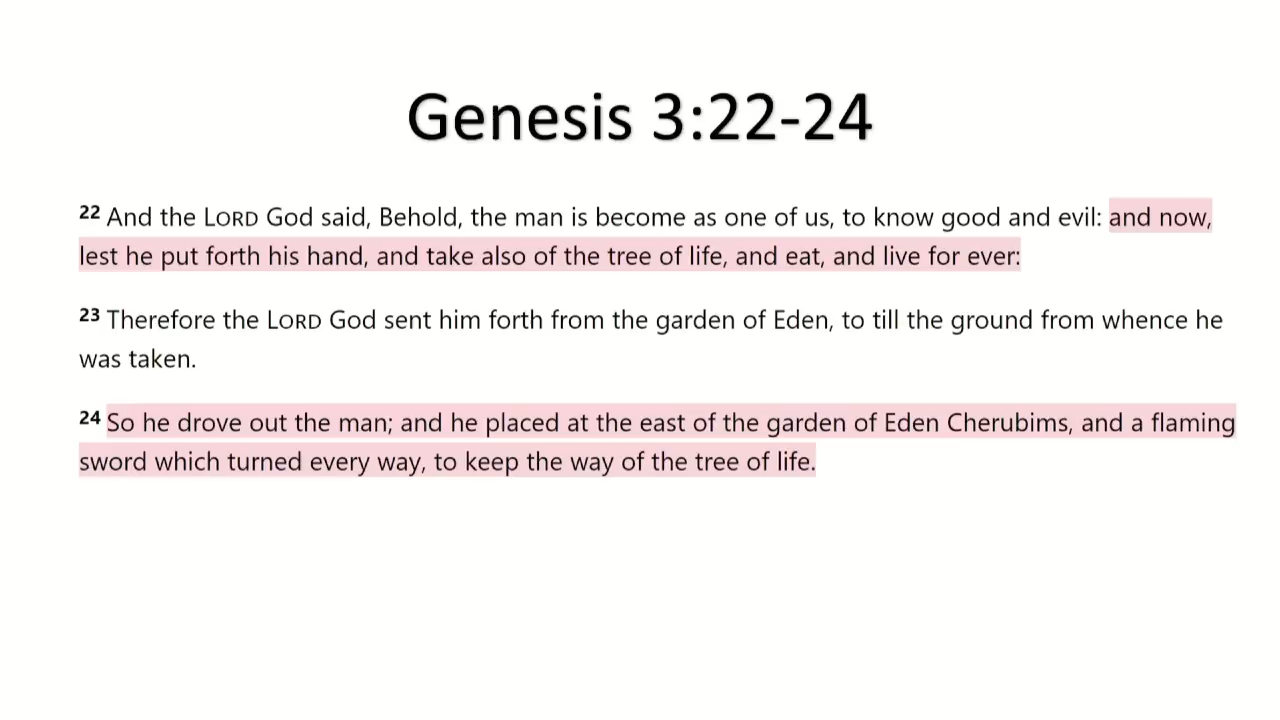 Genesis 3:22-24
22 And the LORD God said, Behold, the man is become as one of us, to know good and evil: and now,
lest he put forth his hand, and take also of the tree of life, and eat, and live for ever:
23 Therefore the LORD God sent him forth from the garden of Eden, to till the ground from whence he
was taken.
24 So he drove out the man; and he placed at the east of the garden of Eden Cherubims, and a flaming
sword which turned every way, to keep the way of the tree of life.